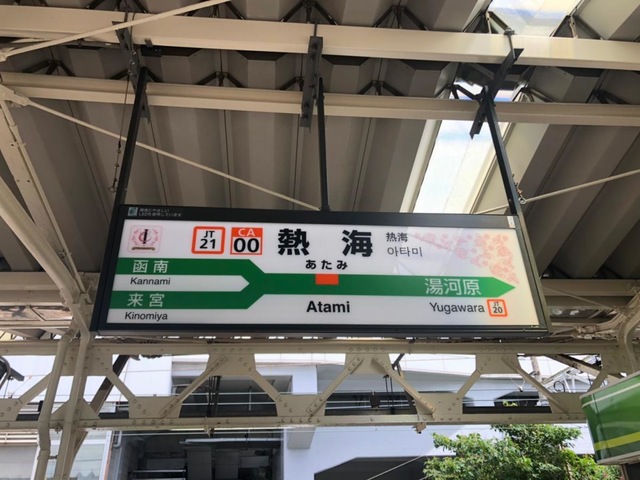 JT
21
CA
00
熱海
热海
아타미
あたみ
函南
Kannami
来宮
Kinomiya
Atami
湯河原
Yugawara
JT
20